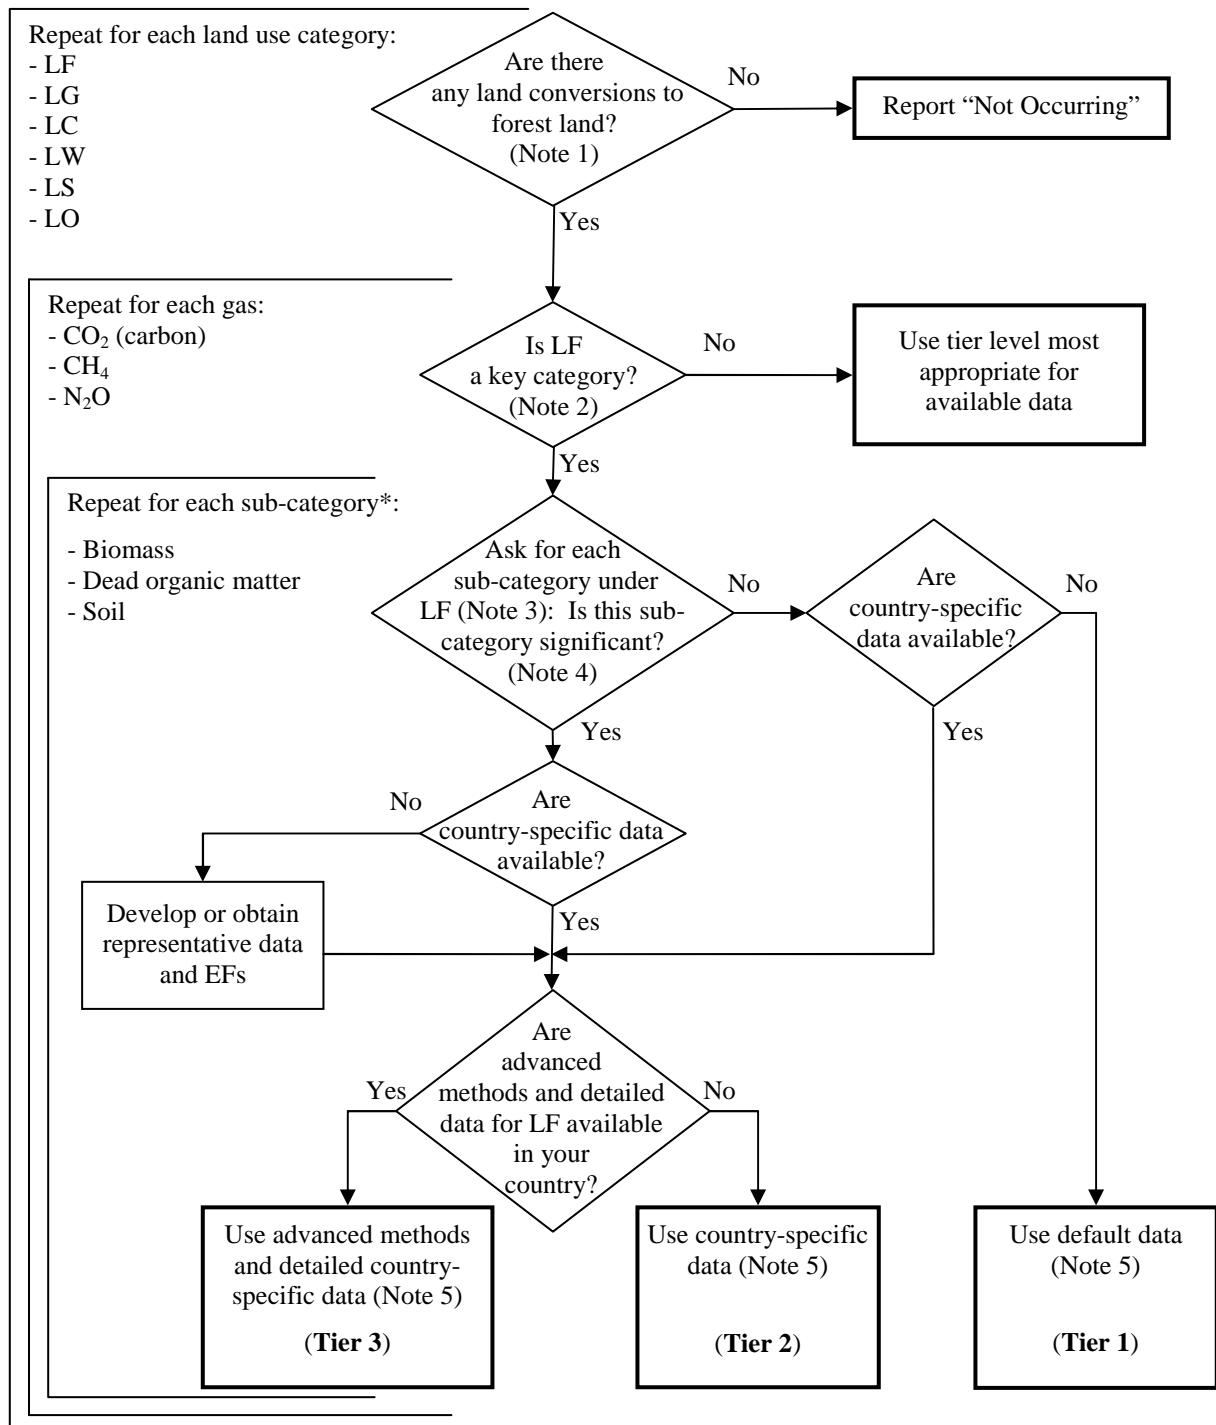 Repeat for each land use category:
- LF
- LG
- LC
- LW
- LS
- LO
Are there
any land conversions to
forest land?
(Note 1)
No
Report “Not Occurring”
Yes
Repeat for each gas:
- CO₂ (carbon)
- CH₄
- N₂O
Is LF
a key category?
(Note 2)
No
Use tier level most
appropriate for
available data
Yes
Repeat for each sub-category*:
- Biomass
- Dead organic matter
- Soil
Ask for each
sub-category under
LF (Note 3): Is this sub-
category significant?
(Note 4)
No
Are
country-specific
data available?
No
Yes
Yes
Are
country-specific data
available?
No
Develop or obtain
representative data
and EFs
Yes
Are
advanced
methods and detailed
data for LF available
in your
country?
Yes
No
Use advanced methods
and detailed country-
specific data (Note 5)
(Tier 3)
Use country-specific
data (Note 5)
(Tier 2)
Use default data
(Note 5)
(Tier 1)